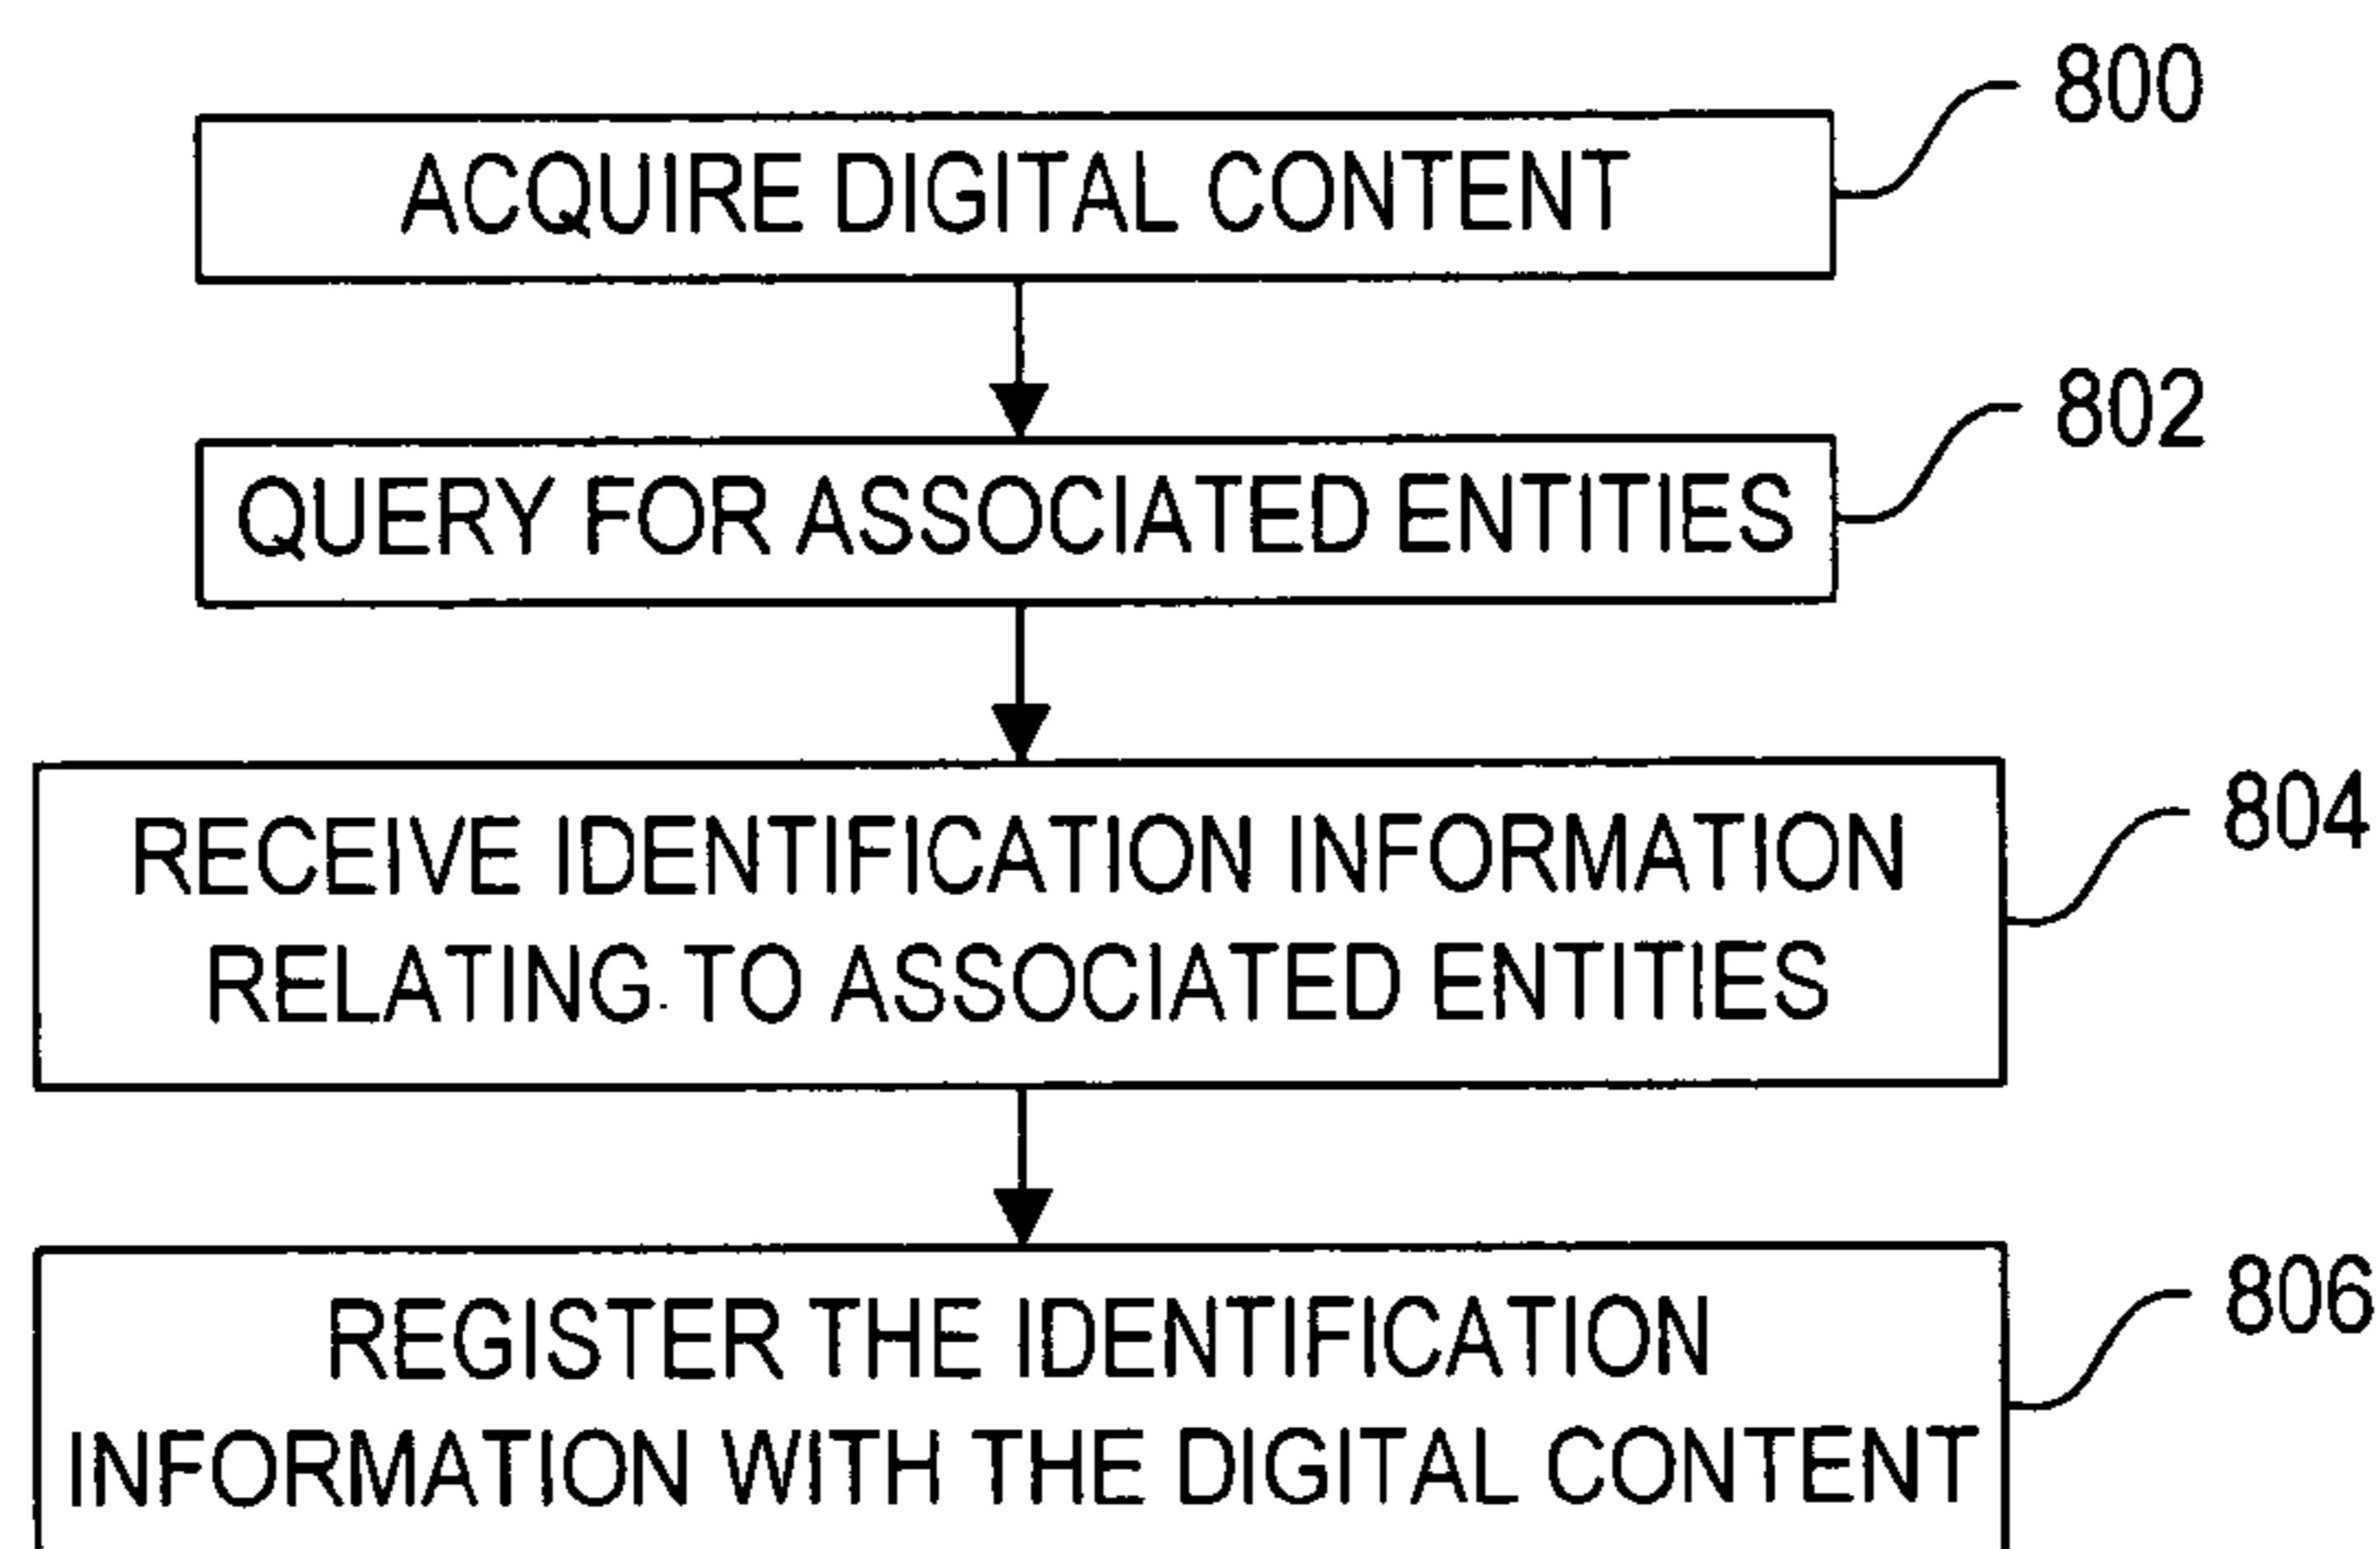 800
ACQUIRE DIGITAL CONTENT
802
QUERY FOR ASSOCIATED ENTITIES
804
RECEIVE IDENTIFICATION INFORMATION
RELATING TO ASSOCIATED ENTITIES
806
REGISTER THE IDENTIFICATION
INFORMATION WITH THE DIGITAL CONTENT